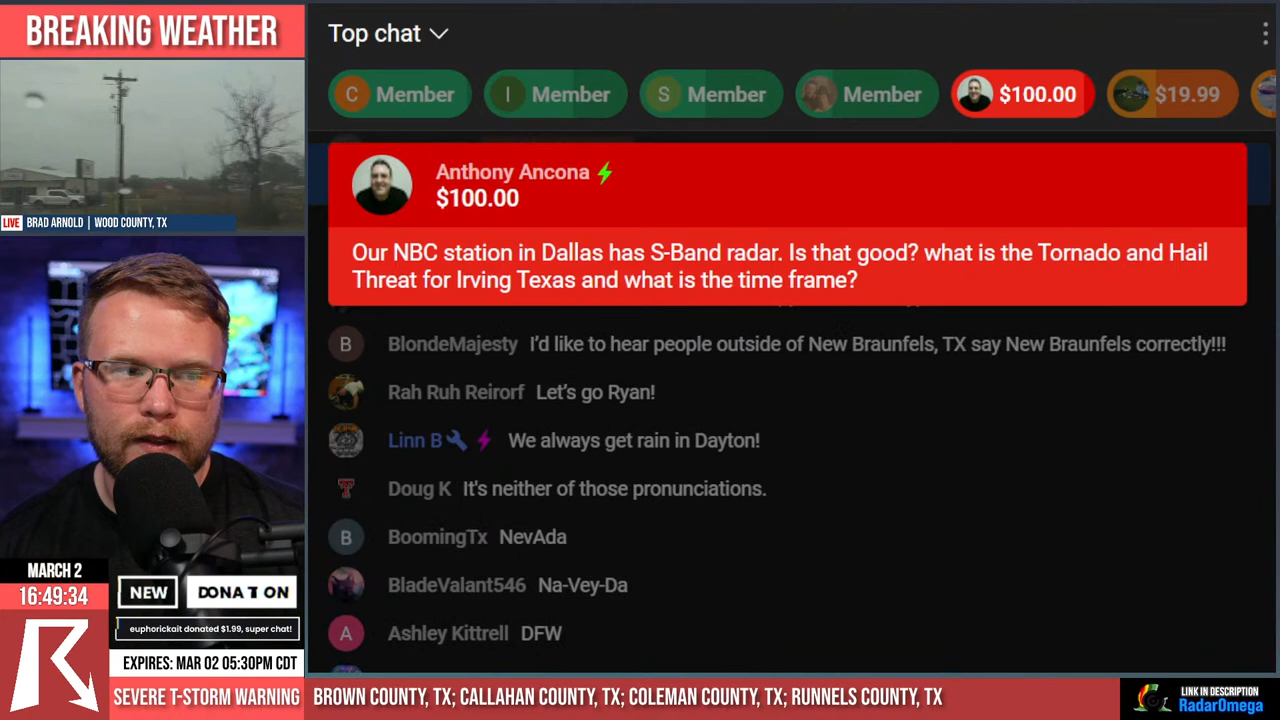 BREAKING WEATHER
Top chat
C Member
I Member
S Member
Member
$100.00
$19.99
Anthony Ancona
$100.00
Our NBC station in Dallas has S-Band radar. Is that good? what is the Tornado and Hail
Threat for Irving Texas and what is the time frame?
LIVE BRAD ARNOLD | WOOD COUNTY, TX
B BlondeMajesty I'd like to hear people outside of New Braunfels, TX say New Braunfels correctly!!!
Rah Ruh Reirorf Let's go Ryan!
Linn B We always get rain in Dayton!
Doug K It's neither of those pronunciations.
B BoomingTx NevAda
BladeValant546 Na-Vey-Da
A Ashley Kittrell DFW
MARCH 2
16:49:34
NEW DONATION
euphorickait donated $1.99, super chat!
EXPIRES: MAR 02 05:30PM CDT
SEVERE T-STORM WARNING BROWN COUNTY, TX; CALLAHAN COUNTY, TX; COLEMAN COUNTY, TX; RUNNELS COUNTY, TX
LINK IN DESCRIPTION
RadarOmega